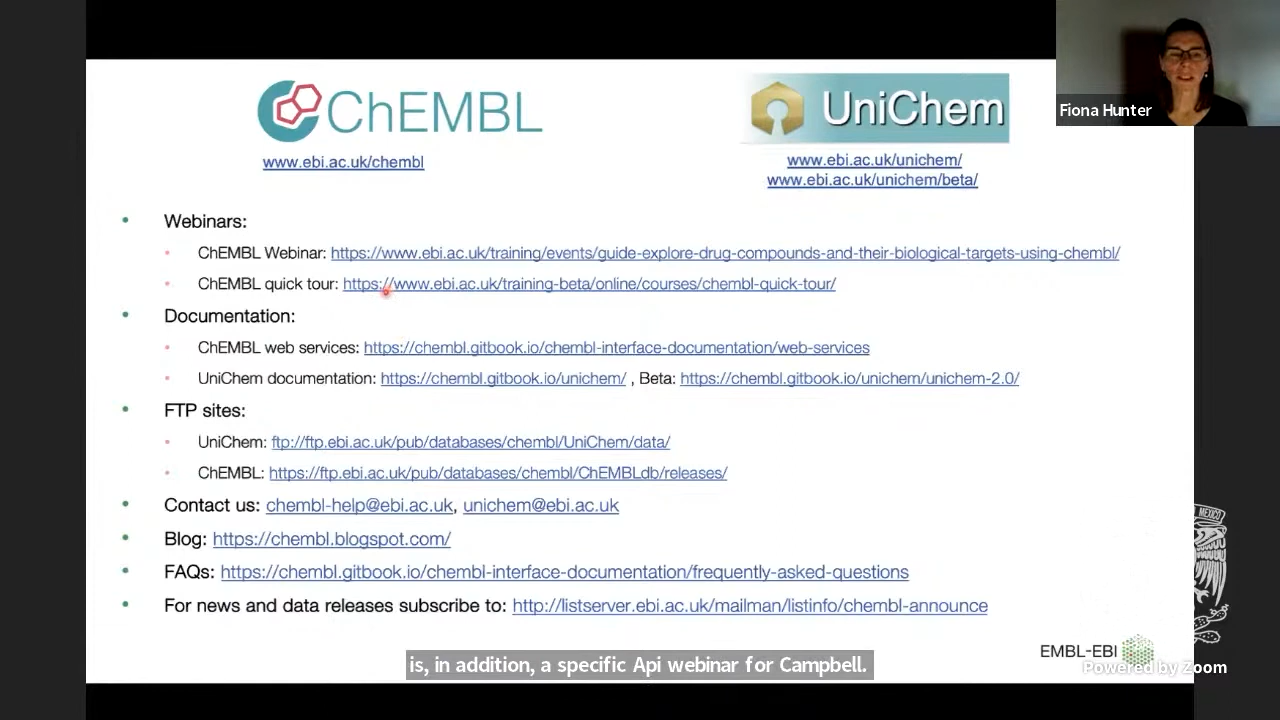 ChEMBL
UniChem
Fiona Hunter
www.ebi.ac.uk/chembl
www.ebi.ac.uk/unichem/
www.ebi.ac.uk/unichem/beta/
• Webinars:
• ChEMBL Webinar: https://www.ebi.ac.uk/training/events/guide-explore-drug-compounds-and-their-biological-targets-using-chembl/
• ChEMBL quick tour: https://www.ebi.ac.uk/training-beta/online/courses/chembl-quick-tour/
• Documentation:
• ChEMBL web services: https://chembl.gitbook.io/chembl-interface-documentation/web-services
• UniChem documentation: https://chembl.gitbook.io/unichem/ , Beta: https://chembl.gitbook.io/unichem/unichem-2.0/
• FTP sites:
• UniChem: ftp://ftp.ebi.ac.uk/pub/databases/chembl/UniChem/data/
• ChEMBL: https://ftp.ebi.ac.uk/pub/databases/chembl/ChEMBLdb/releases/
• Contact us: chembl-help@ebi.ac.uk, unichem@ebi.ac.uk
• Blog: https://chembl.blogspot.com/
• FAQs: https://chembl.gitbook.io/chembl-interface-documentation/frequently-asked-questions
• For news and data releases subscribe to: http://listserver.ebi.ac.uk/mailman/listinfo/chembl-announce
MEXICO
EMBL-EBI
is, in addition, a specific Api webinar for Campbell.
Powered by Zoom